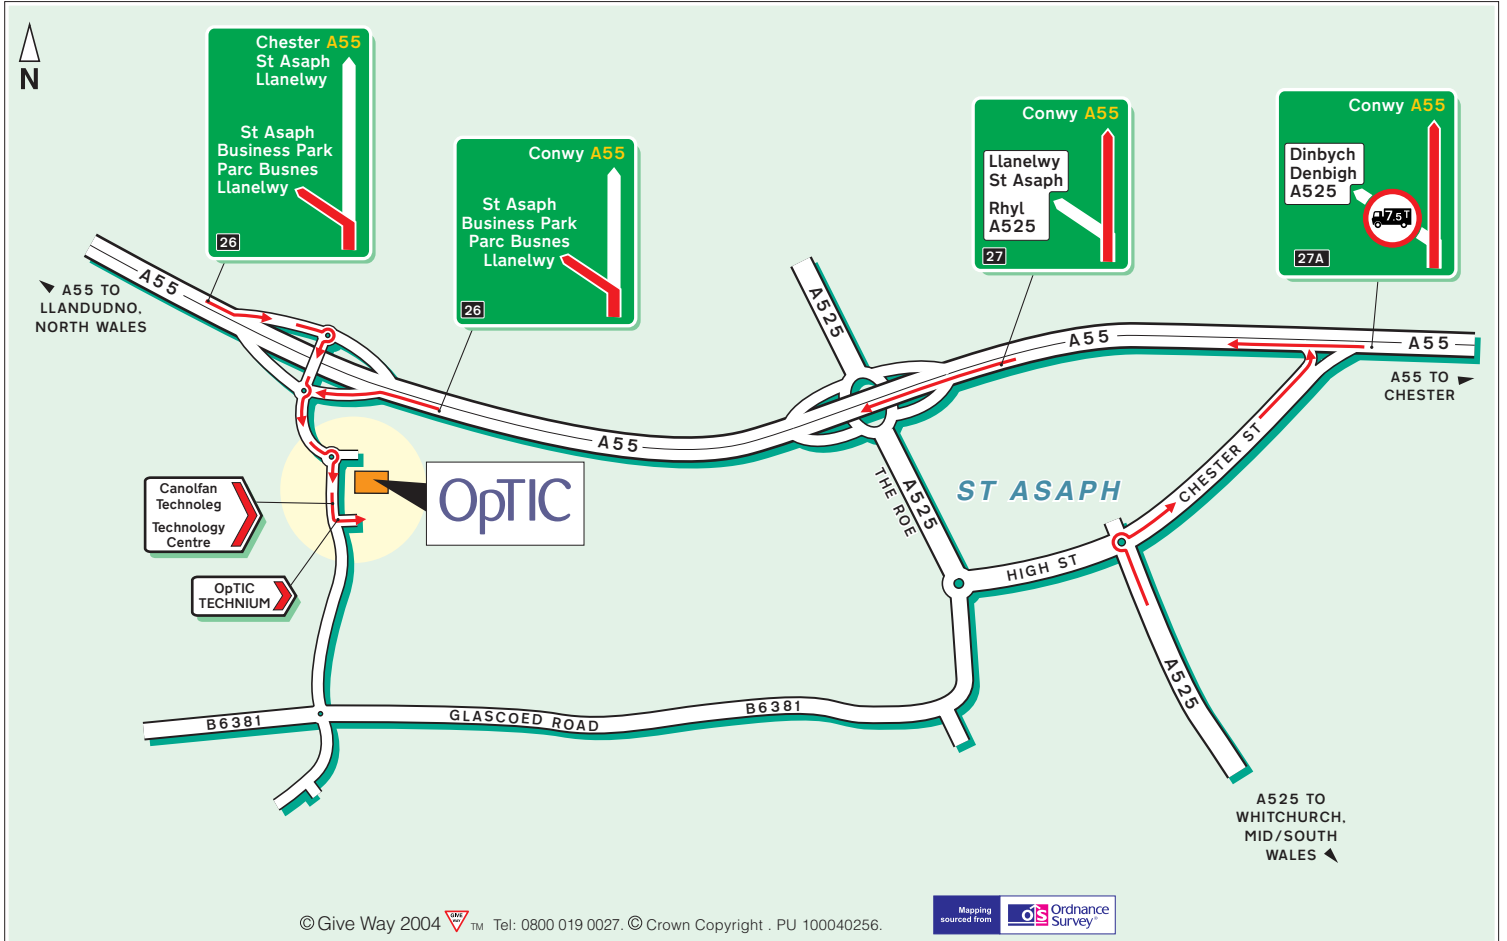 N
Chester A55
St Asaph
Llanelwy
St Asaph
Business Park
Parc Busnes
Llanelwy
26
Conwy A55
St Asaph
Business Park
Parc Busnes
Llanelwy
26
Conwy A55
Llanelwy
St Asaph
Rhyl
A525
27
Conwy A55
Dinbych
Denbigh
A525
7.5T
27A
A55
A55 TO
LLANDUDNO,
NORTH WALES
A525
A55
A55
A55 TO
CHESTER
A55
Canolfan
Technoleg
Technology
Centre
OpTIC
OpTIC
TECHNIUM
THE ROE
A525
ST ASAPH
CHESTER ST
HIGH ST
A525
B6381
GLASCOED ROAD
B6381
A525 TO
WHITCHURCH,
MID/SOUTH
WALES
© Give Way 2004 GIVE WAY TM Tel: 0800 019 0027. © Crown Copyright . PU 100040256.
Mapping
sourced from
OS Ordnance
Survey®